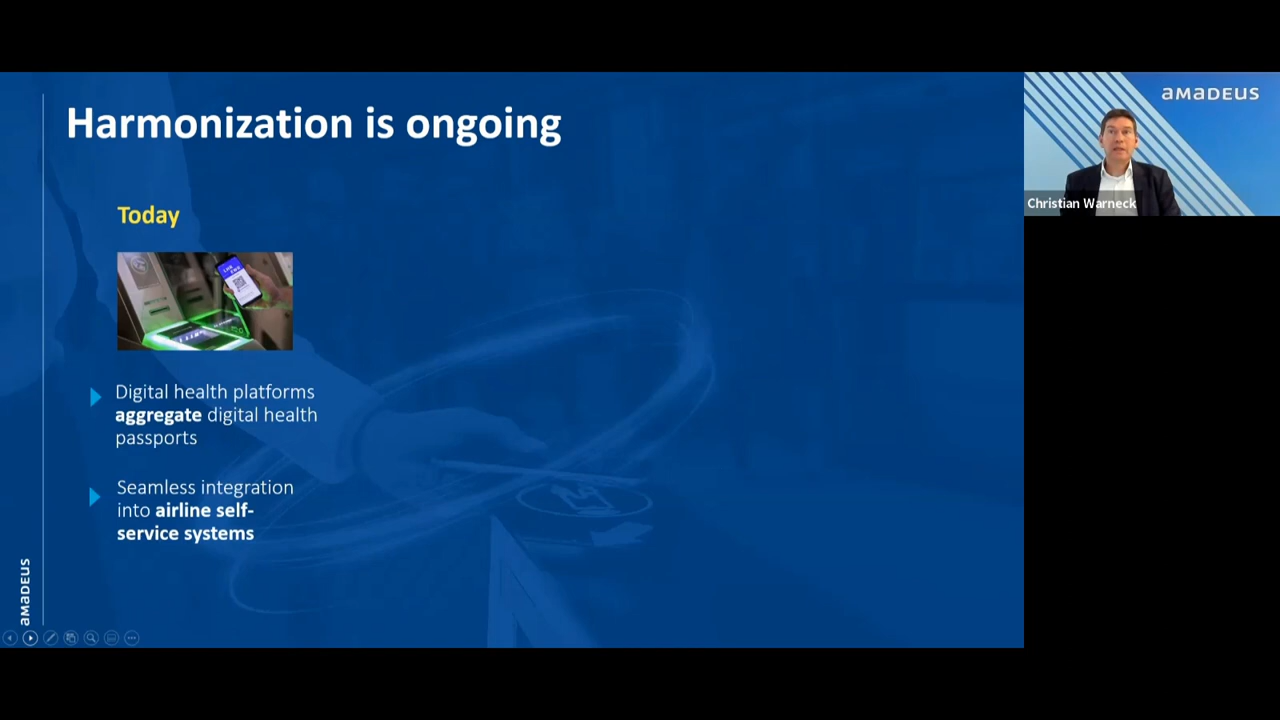 Harmonization is ongoing
Today
Digital health platforms
aggregate digital health
passports
Seamless integration
into airline self-
service systems
amadeus
amadeus
Christian Warneck